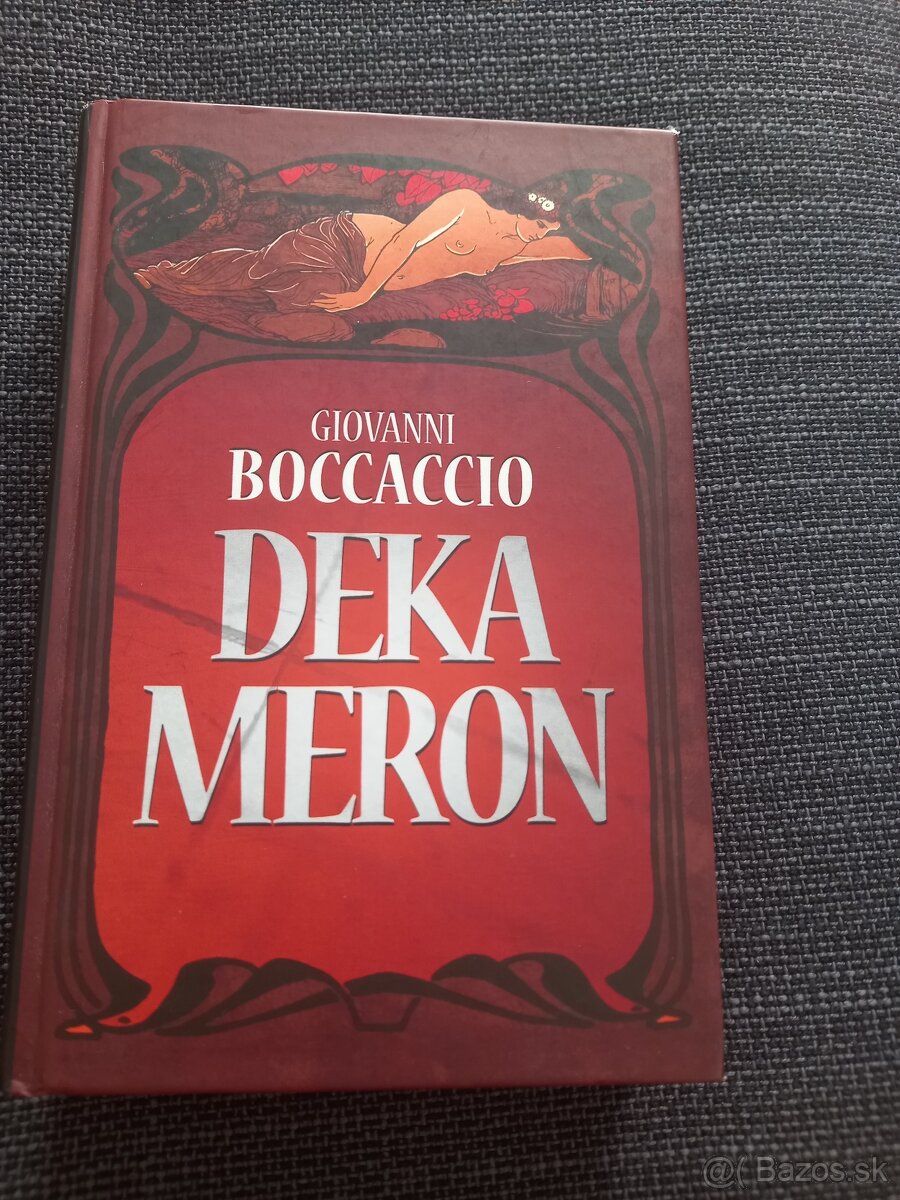 GIOVANNI
BOCCACCIO
DEKA
MERON
@( Bazos.sk